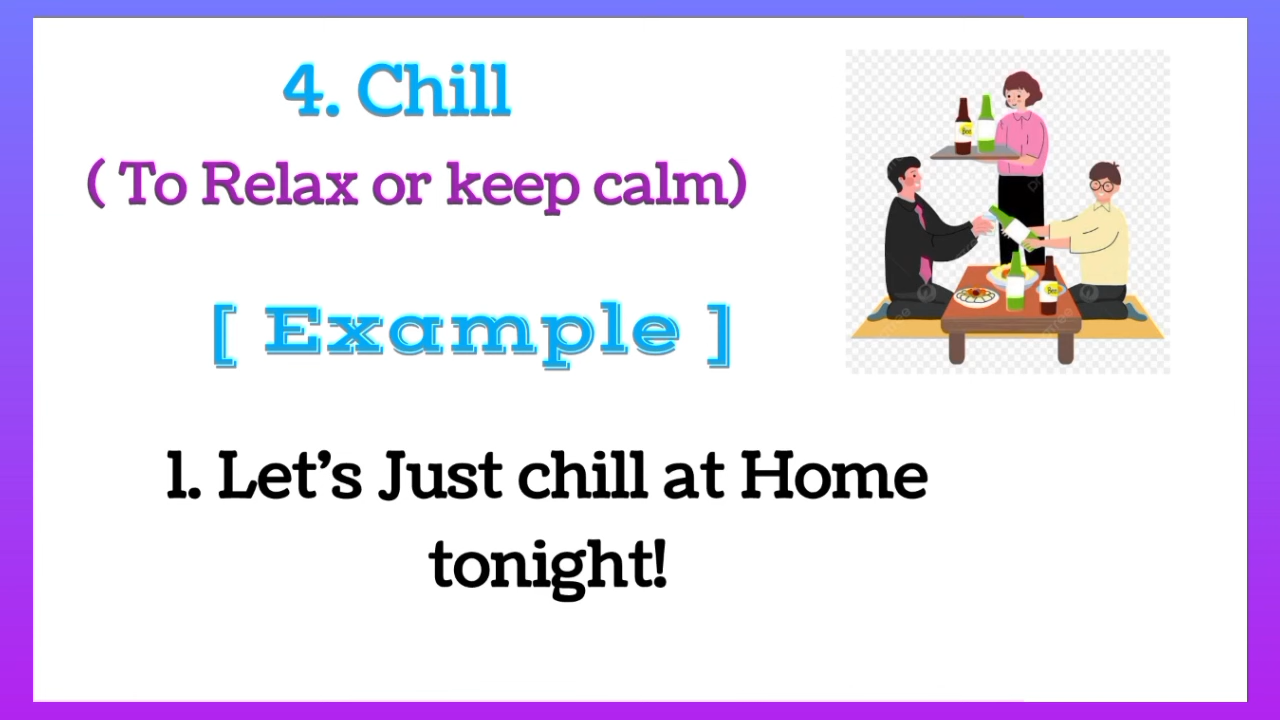 4. Chill
( To Relax or keep calm)
[ Example ]
1. Let's Just chill at Home
tonight!